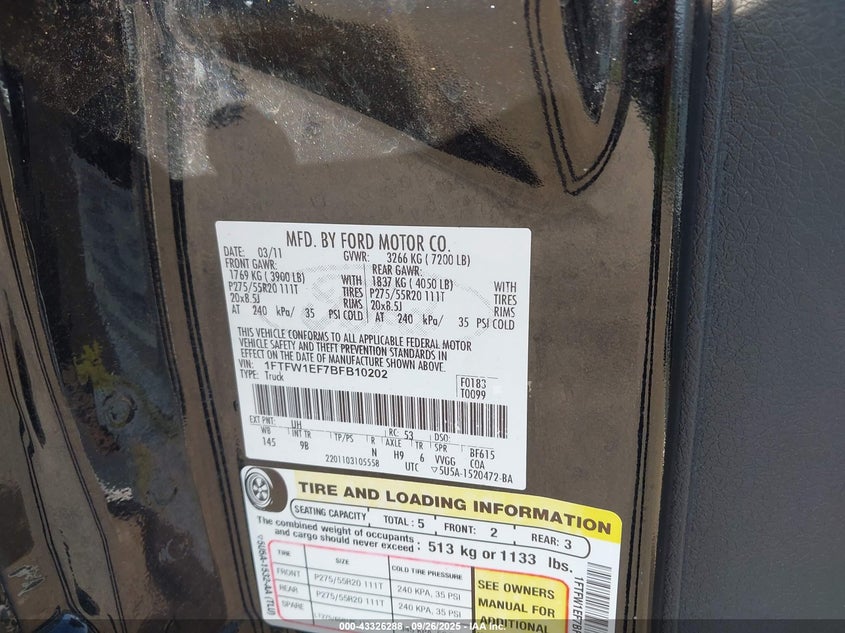 MFD. BY FORD MOTOR CO.
DATE: 03/11 GVWR: 3266 KG ( 7200 LB)
FRONT GAWR: REAR GAWR:
1769 KG ( 3900 LB) WITH 1837 KG ( 4050 LB) WITH
P275/55R20 111T TIRES P275/55R20 111T TIRES
20x8.5J RIMS 20x8.5J RIMS
AT 240 kPa/ 35 PSI COLD AT 240 kPa/ 35 PSI COLD
THIS VEHICLE CONFORMS TO ALL APPLICABLE FEDERAL MOTOR
VEHICLE SAFETY AND THEFT PREVENTION STANDARDS IN
EFFECT ON THE DATE OF MANUFACTURE SHOWN ABOVE.
VIN: 1FTFW1EF7BFB10202
TYPE: Truck
F0183
T0099
EXT PNT: UH RC: 53 DSO:
WB INT TR TP/PS R AXLE TR SPR BF615
145 9B N H9 6 VVGG CQA
2201103105558 UTC ▽5U5A-1520472-BA
TIRE AND LOADING INFORMATION
SEATING CAPACITY TOTAL : 5 FRONT: 2 REAR: 3
The combined weight of occupants
and cargo should never exceed : 513 kg or 1133 lbs.
TIRE SIZE COLD TIRE PRESSURE
FRONT P275/55R20 111T 240 KPA, 35 PSI
REAR P275/55R20 111T 240 KPA, 35 PSI
SPARE
SEE OWNERS
MANUAL FOR
ADDITIONAL
000-43326288 - 09/26/2025 - IAA Inc.